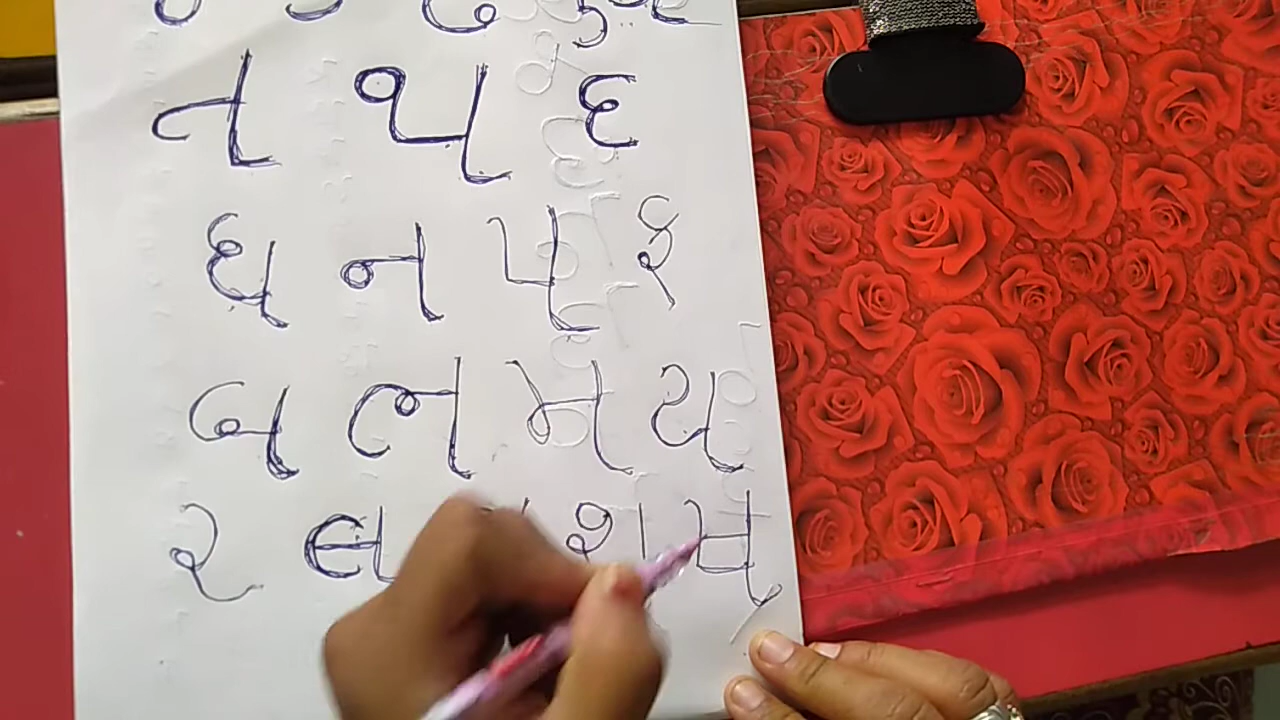 ત થ દ
ધ ન પ ફ
બ ભ મ ય
ર લ શ ષ